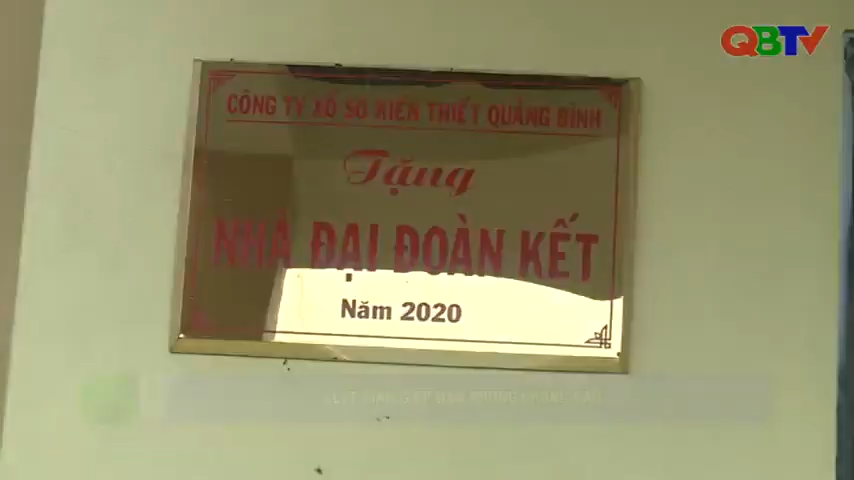 QBTV
CÔNG TY XỔ SỐ KIẾN THIẾT QUẢNG BÌNH
Tặng
NHÀ ĐẠI ĐOÀN KẾT
Năm 2020